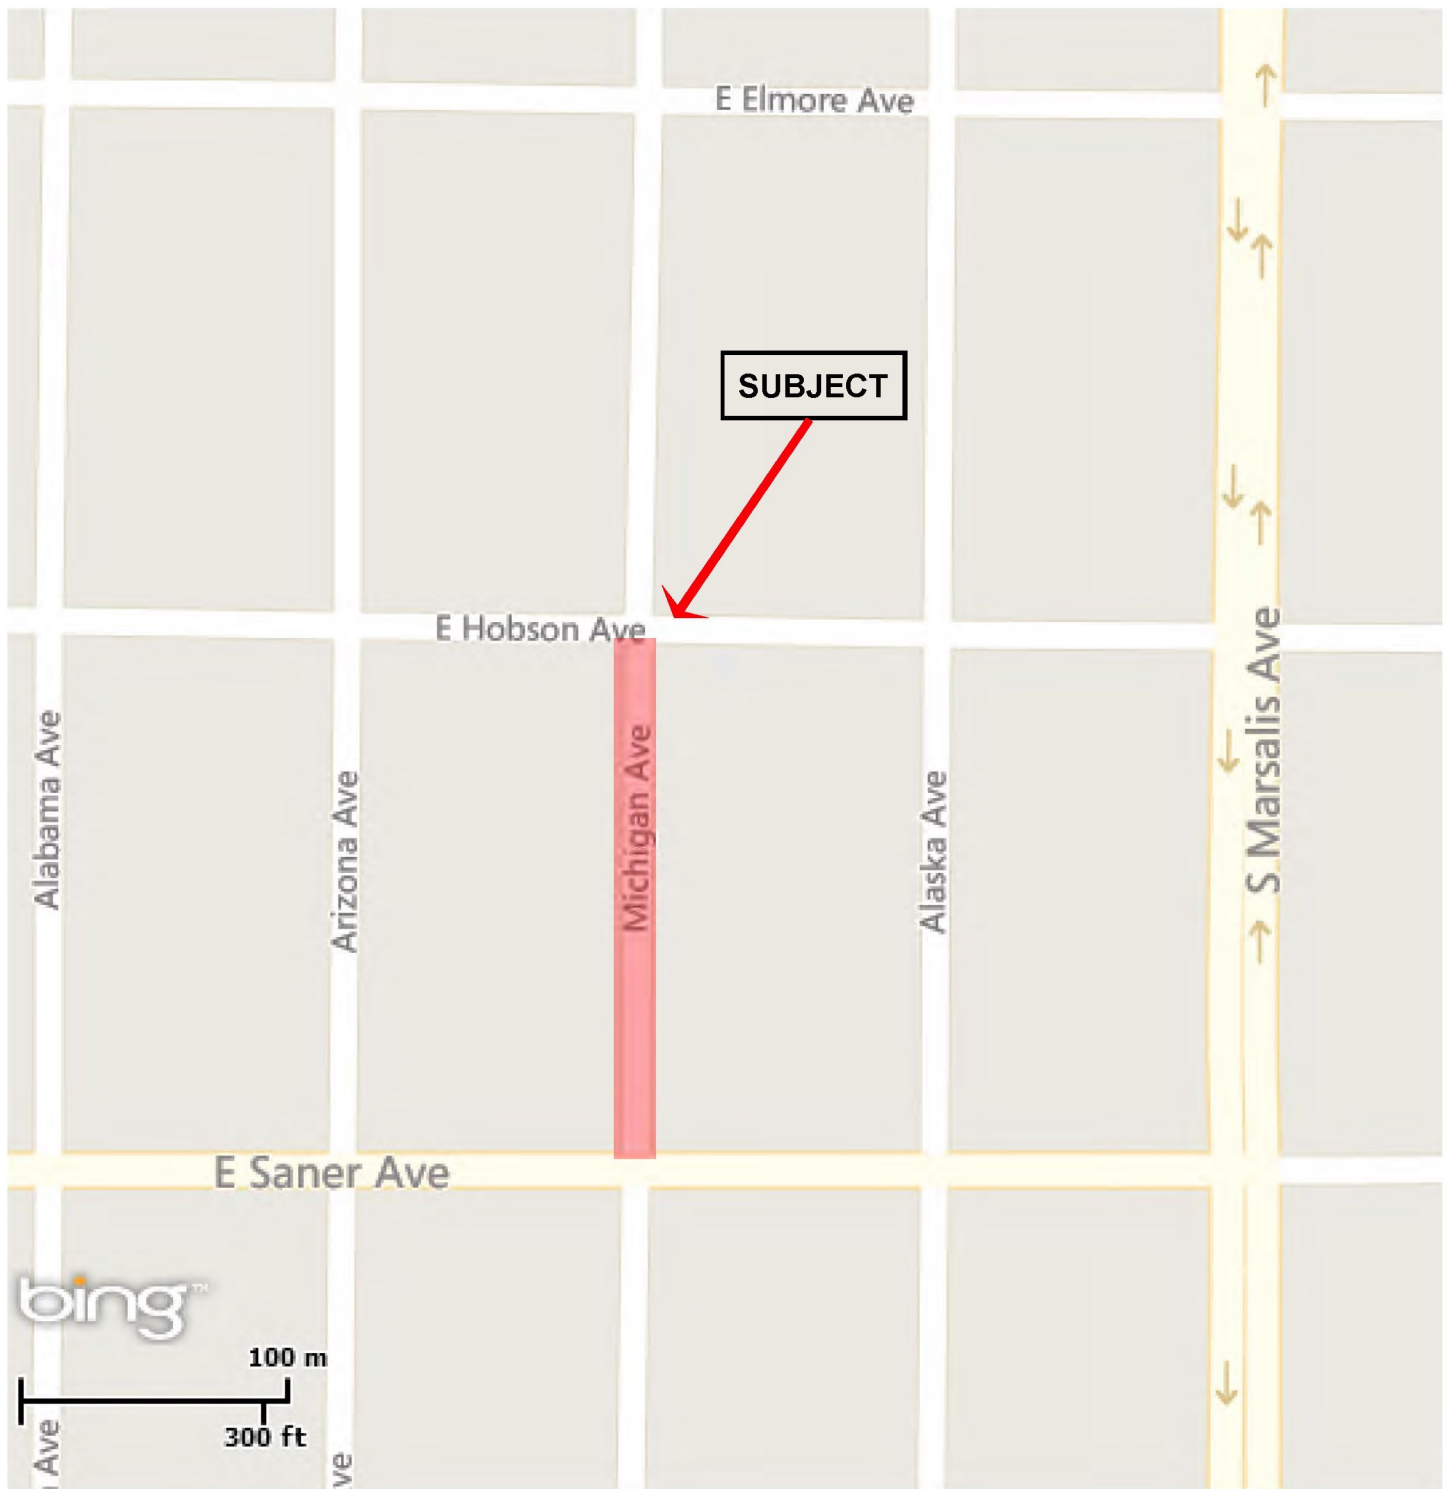 E Elmore Ave
SUBJECT
E Hobson Ave
Alabama Ave
Arizona Ave
Michigan Ave
Alaska Ave
S Marsalis Ave
E Saner Ave
bing™
100 m
300 ft
Ave